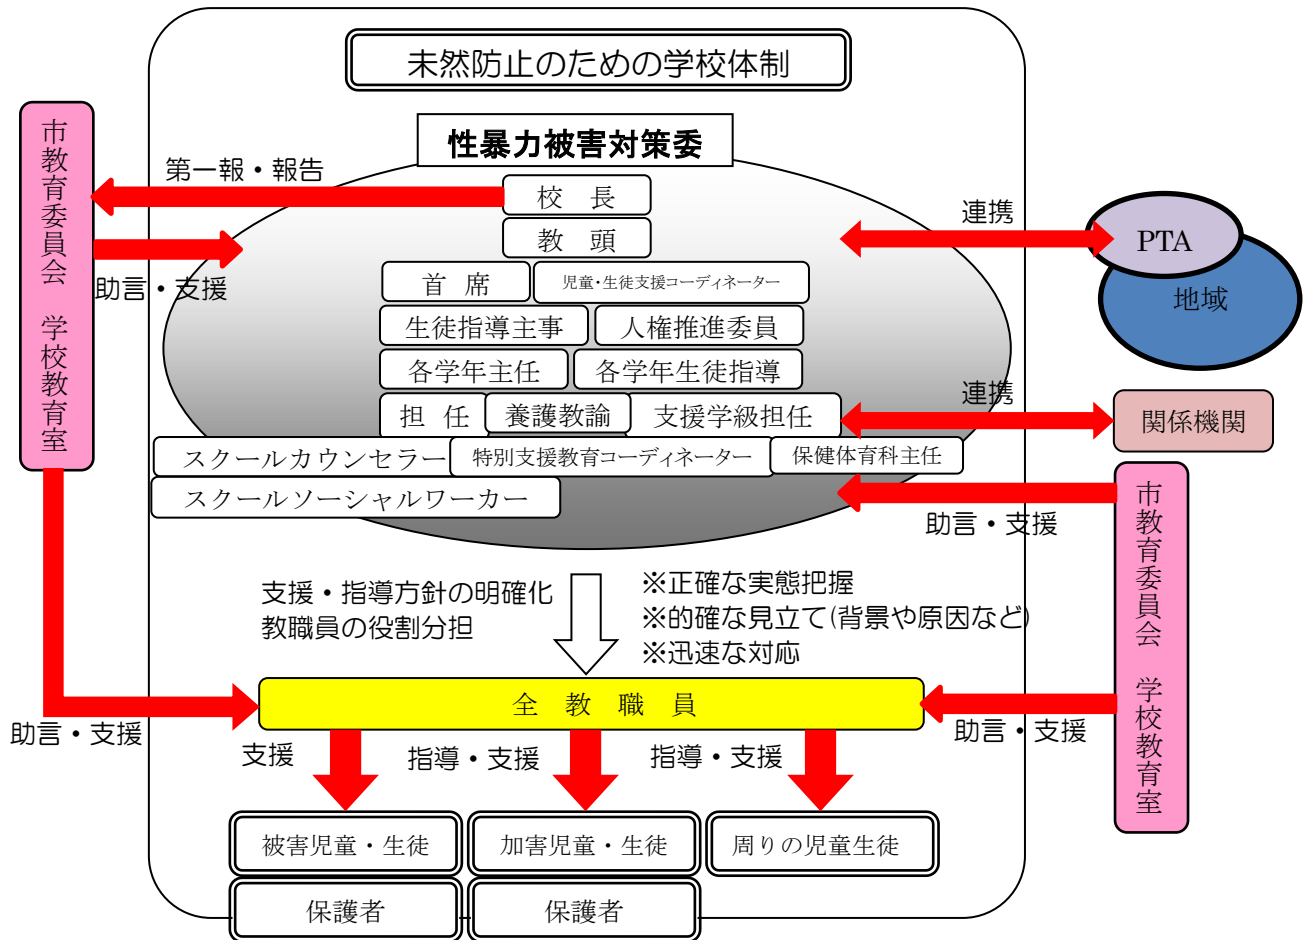 未然防止のための学校体制
性暴力被害対策委
市教育委員会　学校教育室
第一報・報告
助言・支援
校　長
教　頭
首　席
児童・生徒支援コーディネーター
生徒指導主事
人権推進委員
各学年主任
各学年生徒指導
担　任
養護教諭
支援学級担任
スクールカウンセラー
特別支援教育コーディネーター
保健体育科主任
スクールソーシャルワーカー
連携
PTA
地域
連携
関係機関
助言・支援
市教育委員会　学校教育室
支援・指導方針の明確化
教職員の役割分担
※正確な実態把握
※的確な見立て(背景や原因など)
※迅速な対応
全　教　職　員
助言・支援
助言・支援
支援
指導・支援
指導・支援
被害児童・生徒
加害児童・生徒
周りの児童生徒
保護者
保護者